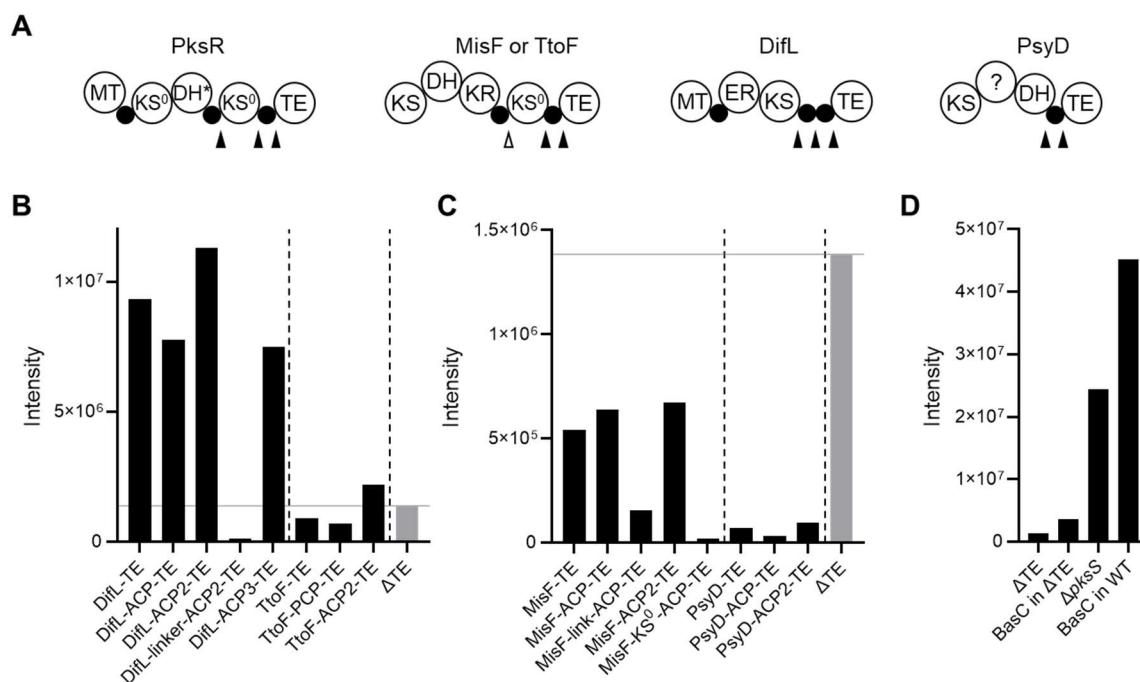 A
PksR
MisF or TtoF
DifL
PsyD
MT KS⁰ DH* KS⁰ TE
KS DH KR KS⁰ TE
MT ER KS TE
KS ? DH TE
B
Intensity
1×10⁷
5×10⁶
0
DifL-TE
DifL-ACP-TE
DifL-ACP2-TE
DifL-linker-ACP2-TE
DifL-ACP3-TE
TtoF-TE
TtoF-PCP-TE
TtoF-ACP2-TE
ΔTE
C
Intensity
1.5×10⁶
1×10⁶
5×10⁵
0
MisF-TE
MisF-ACP-TE
MisF-link-ACP-TE
MisF-ACP2-TE
MisF-KS⁰-ACP-TE
PsyD-TE
PsyD-ACP-TE
PsyD-ACP2-TE
ΔTE
D
Intensity
5×10⁷
4×10⁷
3×10⁷
2×10⁷
1×10⁷
0
ΔTE
BasC in ΔTE
ΔpksS
BasC in WT